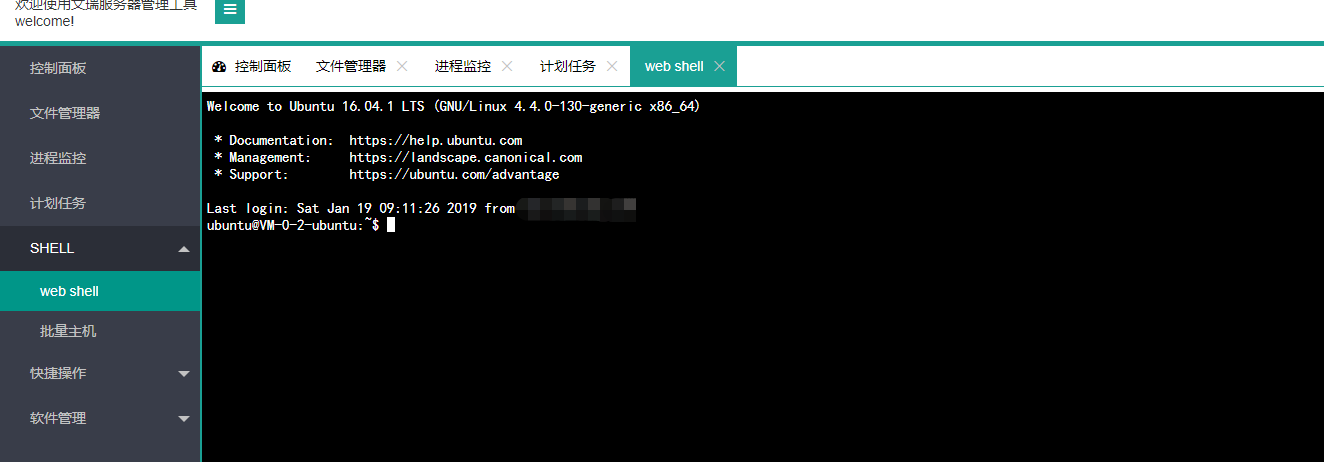 欢迎使用文瑞服务器管理工具
welcome!
控制面板
文件管理器
进程监控
计划任务
SHELL
web shell
批量主机
快捷操作
软件管理
控制面板 文件管理器 进程监控 计划任务 web shell
Welcome to Ubuntu 16.04.1 LTS (GNU/Linux 4.4.0-130-generic x86_64)
* Documentation: https://help.ubuntu.com
* Management: https://landscape.canonical.com
* Support: https://ubuntu.com/advantage
Last login: Sat Jan 19 09:11:26 2019 from
ubuntu@VM-0-2-ubuntu:~$